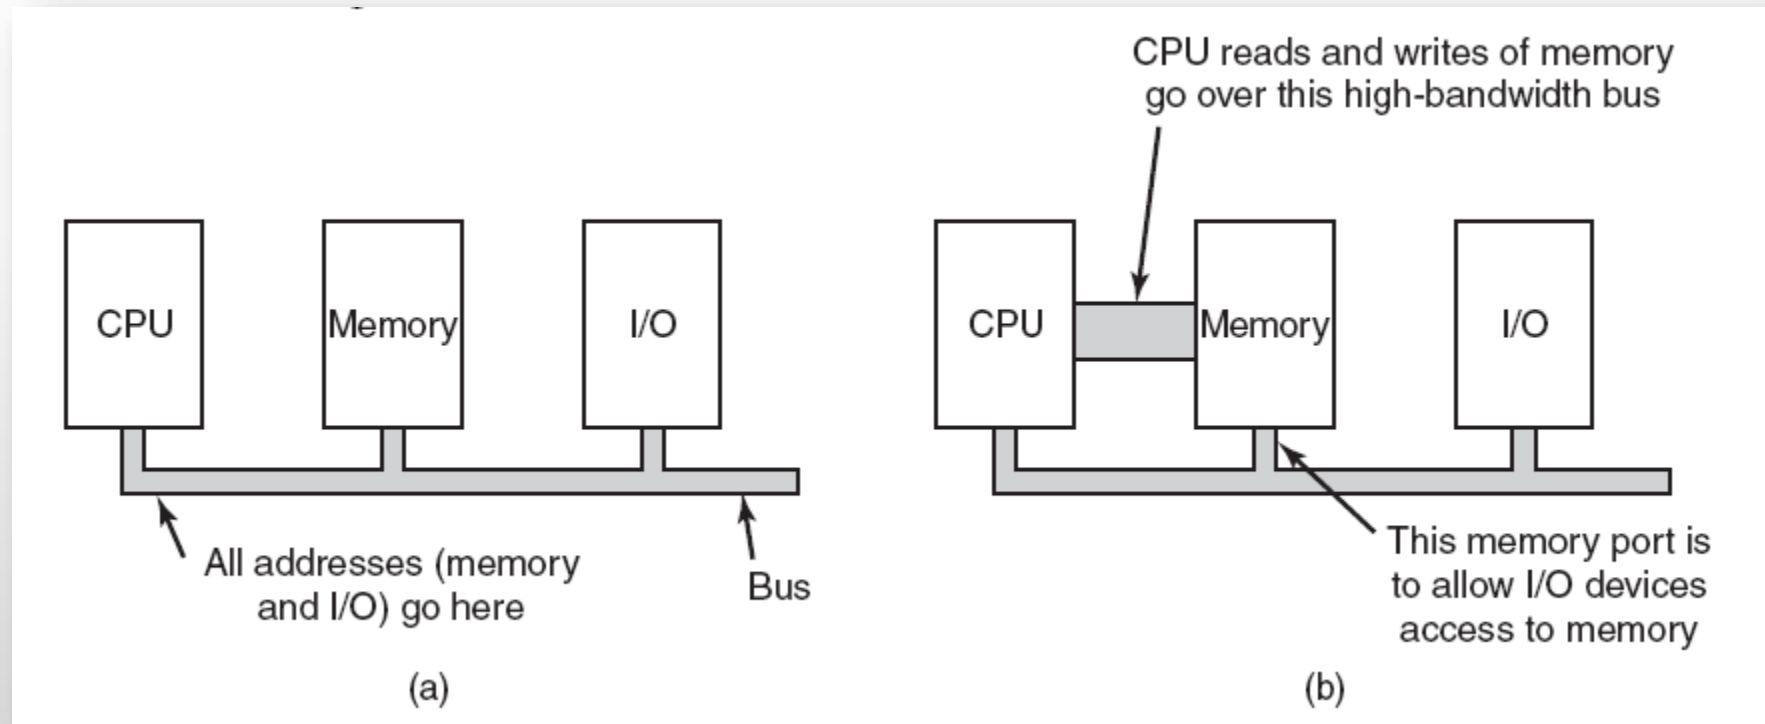 CPU
Memory
I/O
All addresses (memory
and I/O) go here
Bus
(a)
CPU reads and writes of memory
go over this high-bandwidth bus
CPU
Memory
I/O
This memory port is
to allow I/O devices
access to memory
(b)